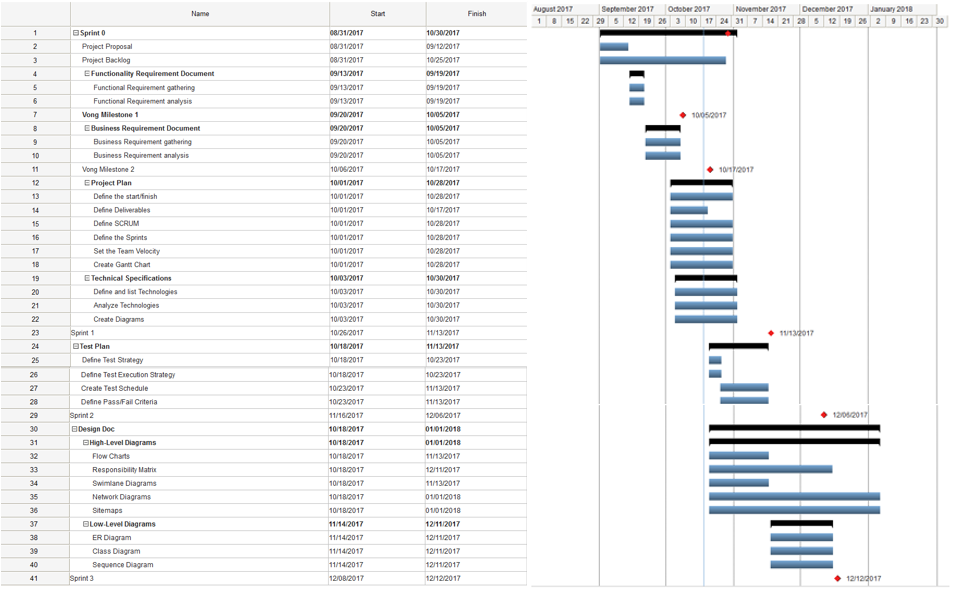 Name Start Finish
August 2017 September 2017 October 2017 November 2017 December 2017 January 2018
1 8 15 22 29 5 12 19 26 3 10 17 24 31 7 14 21 28 5 12 19 26 2 9 16 23 30
1 Sprint 0 08/31/2017 10/30/2017
2 Project Proposal 08/31/2017 09/12/2017
3 Project Backlog 08/31/2017 10/25/2017
4 Functionality Requirement Document 09/13/2017 09/19/2017
5 Functional Requirement gathering 09/13/2017 09/19/2017
6 Functional Requirement analysis 09/13/2017 09/19/2017
7 Vong Milestone 1 09/20/2017 10/05/2017 10/05/2017
8 Business Requirement Document 09/20/2017 10/05/2017
9 Business Requirement gathering 09/20/2017 10/05/2017
10 Business Requirement analysis 09/20/2017 10/05/2017
11 Vong Milestone 2 10/06/2017 10/17/2017 10/17/2017
12 Project Plan 10/01/2017 10/28/2017
13 Define the start/finish 10/01/2017 10/28/2017
14 Define Deliverables 10/01/2017 10/17/2017
15 Define SCRUM 10/01/2017 10/28/2017
16 Define the Sprints 10/01/2017 10/28/2017
17 Set the Team Velocity 10/01/2017 10/28/2017
18 Create Gantt Chart 10/01/2017 10/28/2017
19 Technical Specifications 10/03/2017 10/30/2017
20 Define and list Technologies 10/03/2017 10/30/2017
21 Analyze Technologies 10/03/2017 10/30/2017
22 Create Diagrams 10/03/2017 10/30/2017
23 Sprint 1 10/26/2017 11/13/2017 11/13/2017
24 Test Plan 10/18/2017 11/13/2017
25 Define Test Strategy 10/18/2017 10/23/2017
26 Define Test Execution Strategy 10/18/2017 10/23/2017
27 Create Test Schedule 10/23/2017 11/13/2017
28 Define Pass/Fail Criteria 10/23/2017 11/13/2017
29 Sprint 2 11/16/2017 12/06/2017 12/06/2017
30 Design Doc 10/18/2017 01/01/2018
31 High-Level Diagrams 10/18/2017 01/01/2018
32 Flow Charts 10/18/2017 11/13/2017
33 Responsibility Matrix 10/18/2017 12/11/2017
34 Swimlane Diagrams 10/18/2017 11/13/2017
35 Network Diagrams 10/18/2017 01/01/2018
36 Sitemaps 10/18/2017 01/01/2018
37 Low-Level Diagrams 11/14/2017 12/11/2017
38 ER Diagram 11/14/2017 12/11/2017
39 Class Diagram 11/14/2017 12/11/2017
40 Sequence Diagram 11/14/2017 12/11/2017
41 Sprint 3 12/08/2017 12/12/2017 12/12/2017